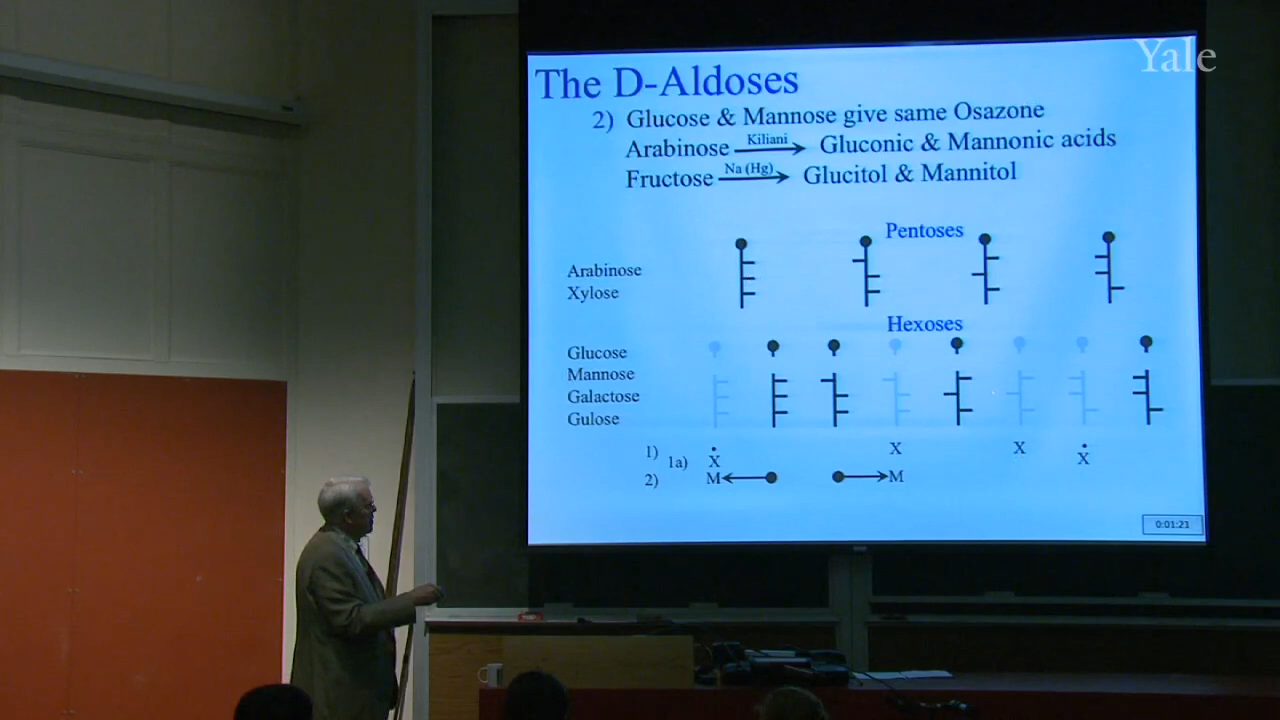 Yale
The D-Aldoses
2) Glucose & Mannose give same Osazone
Arabinose Kiliani Gluconic & Mannonic acids
Fructose Na (Hg) Glucitol & Mannitol
Pentoses
Arabinose
Xylose
Hexoses
Glucose
Mannose
Galactose
Gulose
1) X X
1a) X X
2) M M
0:01:21